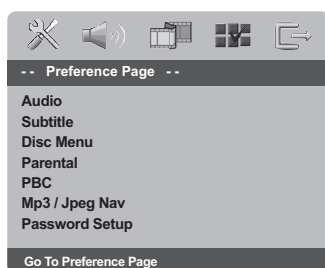 - -  Preference Page  - -
Audio
Subtitle
Disc Menu
Parental
PBC
Mp3 / Jpeg Nav
Password Setup
Go To Preference Page